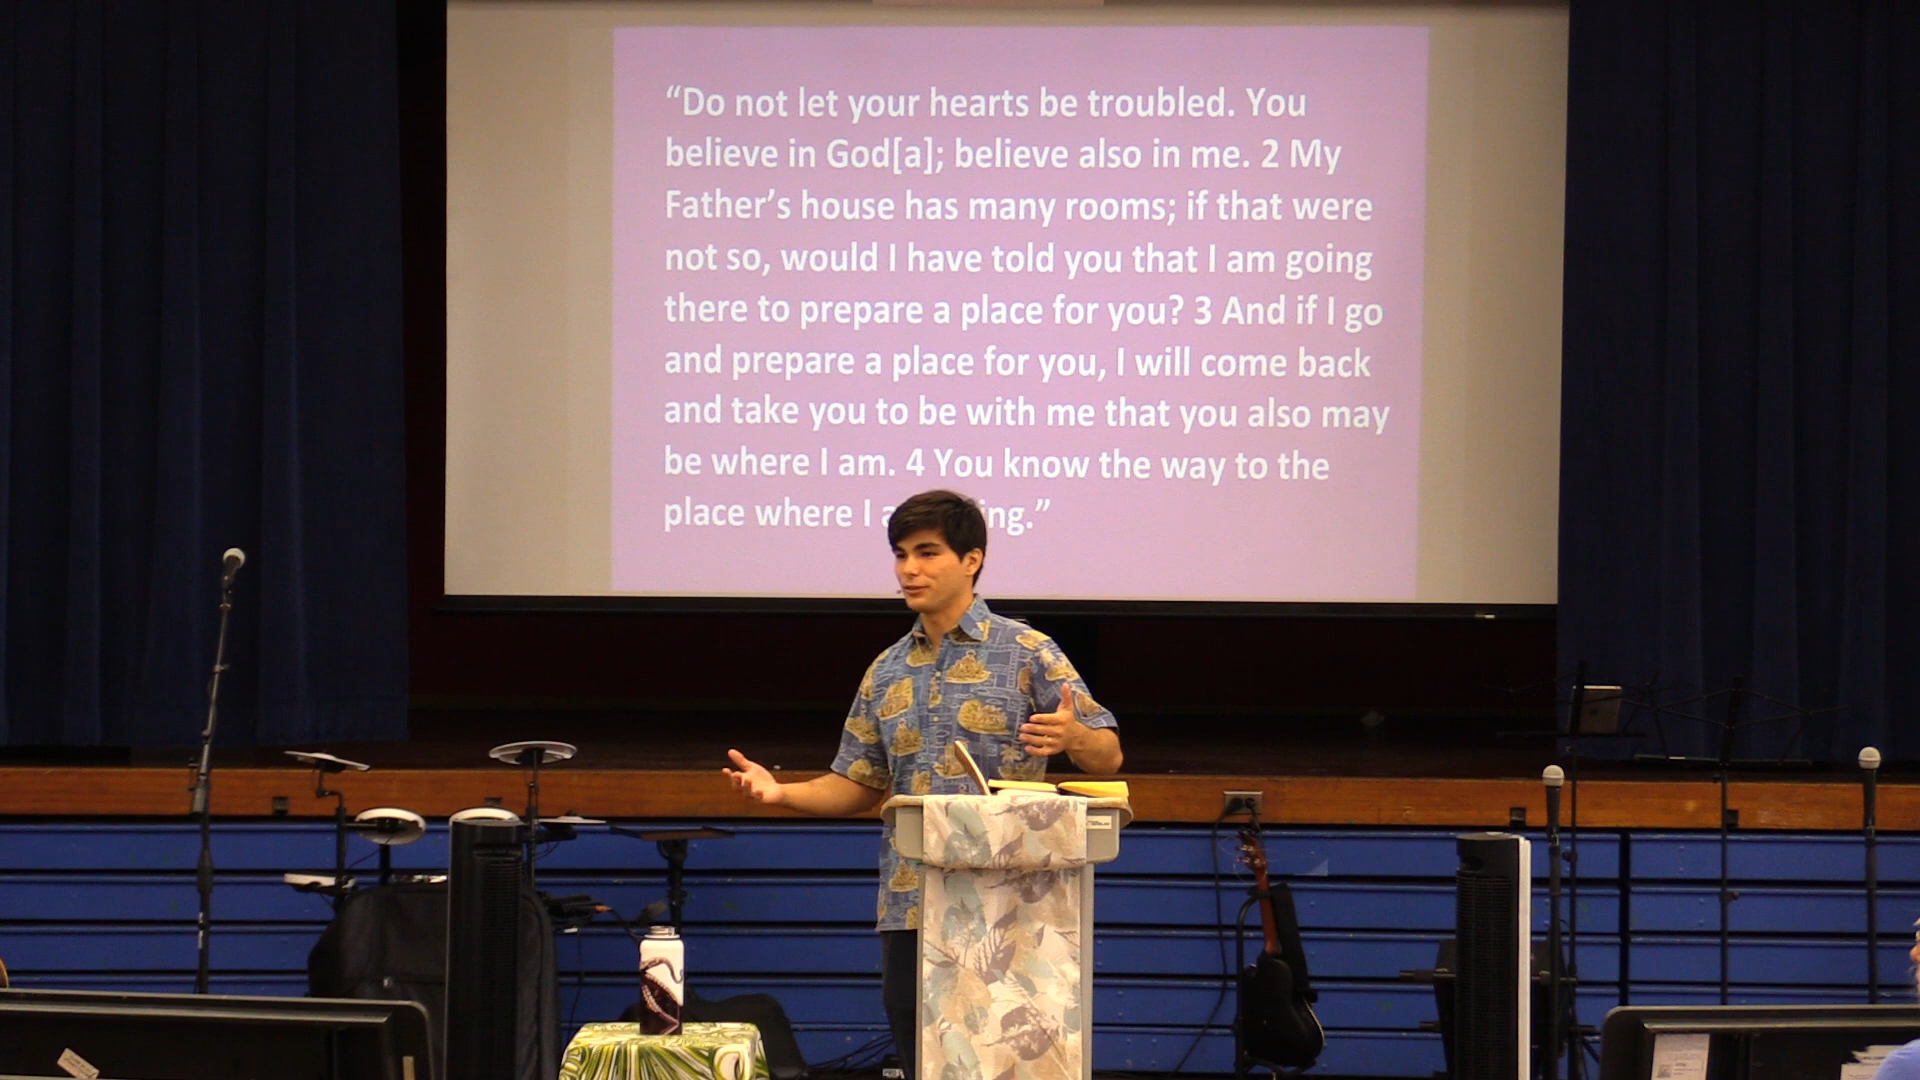 “Do not let your hearts be troubled. You
believe in God[a]; believe also in me. 2 My
Father’s house has many rooms; if that were
not so, would I have told you that I am going
there to prepare a place for you? 3 And if I go
and prepare a place for you, I will come back
and take you to be with me that you also may
be where I am. 4 You know the way to the
place where I a ing.”